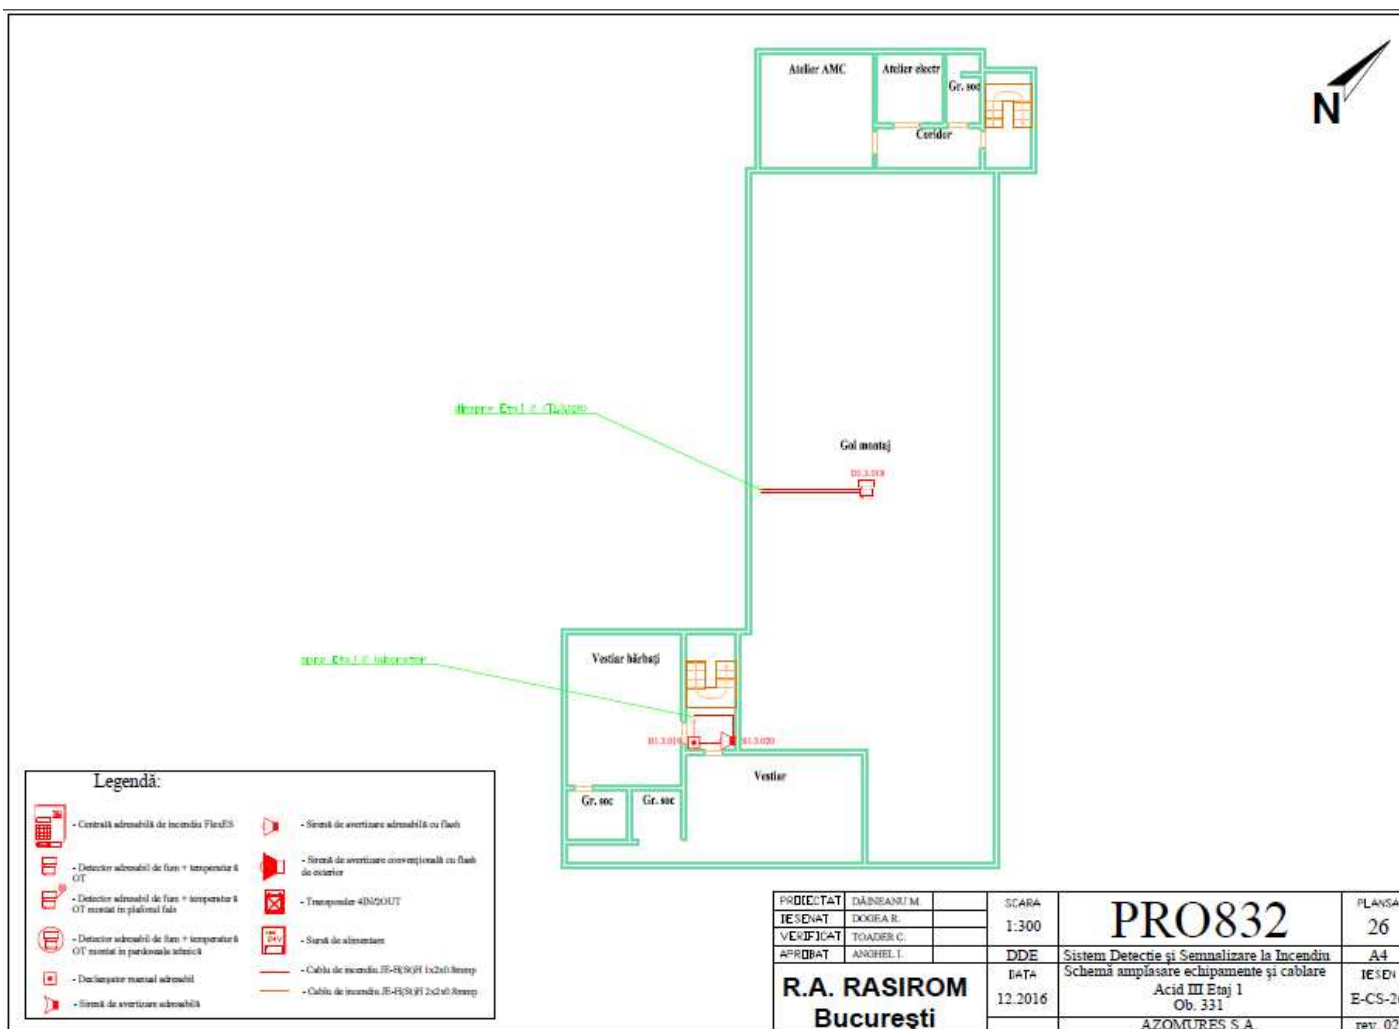 Atelier AMC
Atelier electr
Gr. soc
Coridor
N
Gol montaj
Vestiar bărbați
Vestiar
Gr. soc
Gr. soc
Legendă:
- Centrală adresabilă de incendiu FlexES
- Detector adresabil de fum + temperatură
OT
- Detector adresabil de fum + temperatură
OT montat în plafonul fals
- Detector adresabil de fum + temperatură
OT montat în pardoseala tehnică
- Declanșator manual adresabil
- Sirenă de avertizare adresabilă
- Sirenă de avertizare adresabilă cu flash
- Sirenă de avertizare convențională cu flash
de exterior
- Transponder 4IN/2OUT
24V
- Sursă de alimentare
- Cablu de incendiu JE-H(St)H 1x2x0.8mmp
- Cablu de incendiu JE-H(St)H 2x2x0.8mmp
PROIECTAT DĂINEANU M.
DESENAT DOGEA R.
VERIFICAT TOADER C.
APROBAT ANGHEL I.
R.A. RASIROM
București
SCARA
1:300
DDE
DATA
12.2016
PRO832
Sistem Detectie și Semnalizare la Incendiu
Schemă amplasare echipamente și cablare
Acid III Etaj 1
Ob. 331
AZOMUREȘ S.A.
PLANSA
26
A4
DESEN
rev. 02